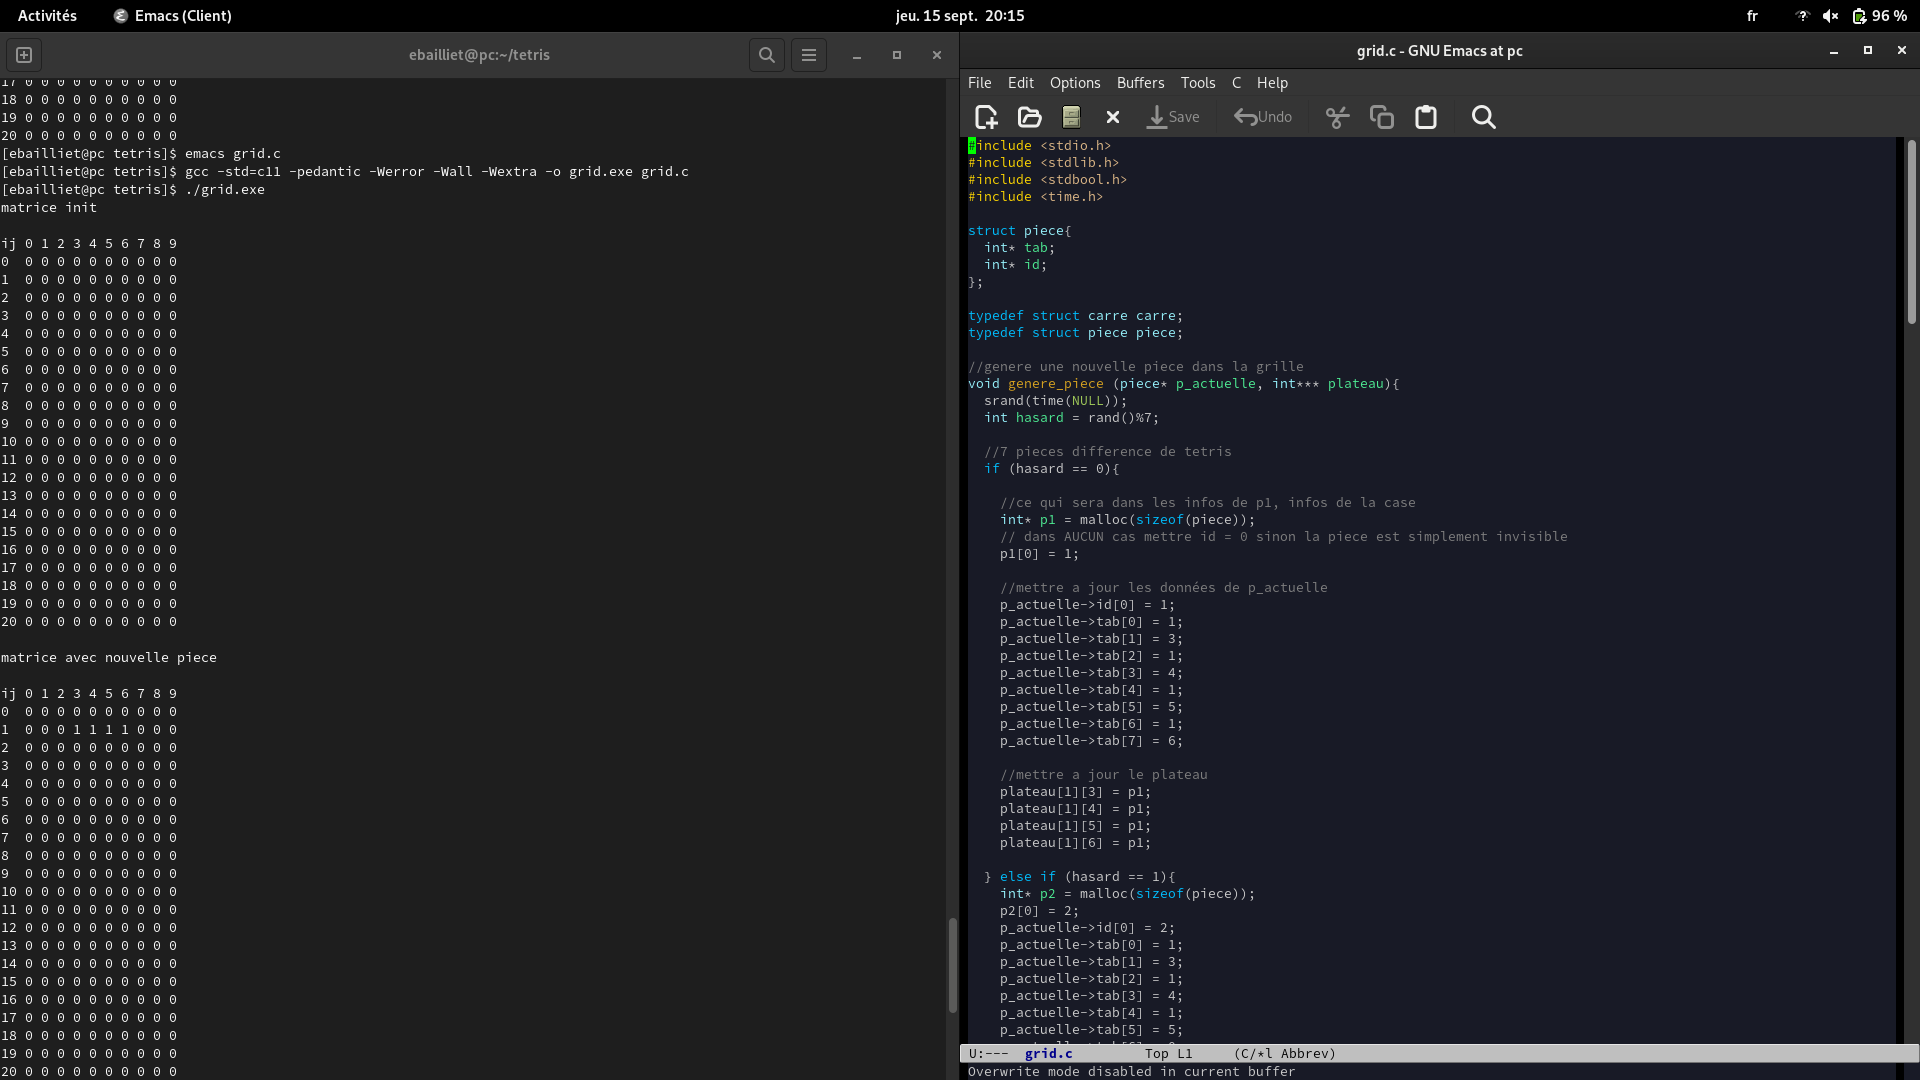 Activités
Emacs (Client)
jeu. 15 sept. 20:15
fr
96 %
ebailliet@pc:~/tetris
17 0 0 0 0 0 0 0 0 0 0
18 0 0 0 0 0 0 0 0 0 0
19 0 0 0 0 0 0 0 0 0 0
20 0 0 0 0 0 0 0 0 0 0
[ebailliet@pc tetris]$ emacs grid.c
[ebailliet@pc tetris]$ gcc -std=c11 -pedantic -Werror -Wall -Wextra -o grid.exe grid.c
[ebailliet@pc tetris]$ ./grid.exe
matrice init
ij 0 1 2 3 4 5 6 7 8 9
0  0 0 0 0 0 0 0 0 0 0
1  0 0 0 0 0 0 0 0 0 0
2  0 0 0 0 0 0 0 0 0 0
3  0 0 0 0 0 0 0 0 0 0
4  0 0 0 0 0 0 0 0 0 0
5  0 0 0 0 0 0 0 0 0 0
6  0 0 0 0 0 0 0 0 0 0
7  0 0 0 0 0 0 0 0 0 0
8  0 0 0 0 0 0 0 0 0 0
9  0 0 0 0 0 0 0 0 0 0
10 0 0 0 0 0 0 0 0 0 0
11 0 0 0 0 0 0 0 0 0 0
12 0 0 0 0 0 0 0 0 0 0
13 0 0 0 0 0 0 0 0 0 0
14 0 0 0 0 0 0 0 0 0 0
15 0 0 0 0 0 0 0 0 0 0
16 0 0 0 0 0 0 0 0 0 0
17 0 0 0 0 0 0 0 0 0 0
18 0 0 0 0 0 0 0 0 0 0
19 0 0 0 0 0 0 0 0 0 0
20 0 0 0 0 0 0 0 0 0 0
matrice avec nouvelle piece
ij 0 1 2 3 4 5 6 7 8 9
0  0 0 0 0 0 0 0 0 0 0
1  0 0 0 1 1 1 1 0 0 0
2  0 0 0 0 0 0 0 0 0 0
3  0 0 0 0 0 0 0 0 0 0
4  0 0 0 0 0 0 0 0 0 0
5  0 0 0 0 0 0 0 0 0 0
6  0 0 0 0 0 0 0 0 0 0
7  0 0 0 0 0 0 0 0 0 0
8  0 0 0 0 0 0 0 0 0 0
9  0 0 0 0 0 0 0 0 0 0
10 0 0 0 0 0 0 0 0 0 0
11 0 0 0 0 0 0 0 0 0 0
12 0 0 0 0 0 0 0 0 0 0
13 0 0 0 0 0 0 0 0 0 0
14 0 0 0 0 0 0 0 0 0 0
15 0 0 0 0 0 0 0 0 0 0
16 0 0 0 0 0 0 0 0 0 0
17 0 0 0 0 0 0 0 0 0 0
18 0 0 0 0 0 0 0 0 0 0
19 0 0 0 0 0 0 0 0 0 0
20 0 0 0 0 0 0 0 0 0 0
grid.c - GNU Emacs at pc
File Edit Options Buffers Tools C Help
Save Undo
#include <stdio.h>
#include <stdlib.h>
#include <stdbool.h>
#include <time.h>
struct piece{
  int* tab;
  int* id;
};
typedef struct carre carre;
typedef struct piece piece;
//genere une nouvelle piece dans la grille
void genere_piece (piece* p_actuelle, int*** plateau){
  srand(time(NULL));
  int hasard = rand()%7;
  //7 pieces difference de tetris
  if (hasard == 0){
    //ce qui sera dans les infos de p1, infos de la case
    int* p1 = malloc(sizeof(piece));
    // dans AUCUN cas mettre id = 0 sinon la piece est simplement invisible
    p1[0] = 1;
    //mettre a jour les données de p_actuelle
    p_actuelle->id[0] = 1;
    p_actuelle->tab[0] = 1;
    p_actuelle->tab[1] = 3;
    p_actuelle->tab[2] = 1;
    p_actuelle->tab[3] = 4;
    p_actuelle->tab[4] = 1;
    p_actuelle->tab[5] = 5;
    p_actuelle->tab[6] = 1;
    p_actuelle->tab[7] = 6;
    //mettre a jour le plateau
    plateau[1][3] = p1;
    plateau[1][4] = p1;
    plateau[1][5] = p1;
    plateau[1][6] = p1;
  } else if (hasard == 1){
    int* p2 = malloc(sizeof(piece));
    p2[0] = 2;
    p_actuelle->id[0] = 2;
    p_actuelle->tab[0] = 1;
    p_actuelle->tab[1] = 3;
    p_actuelle->tab[2] = 1;
    p_actuelle->tab[3] = 4;
    p_actuelle->tab[4] = 1;
    p_actuelle->tab[5] = 5;
U:--- grid.c Top L1 (C/*l Abbrev)
Overwrite mode disabled in current buffer